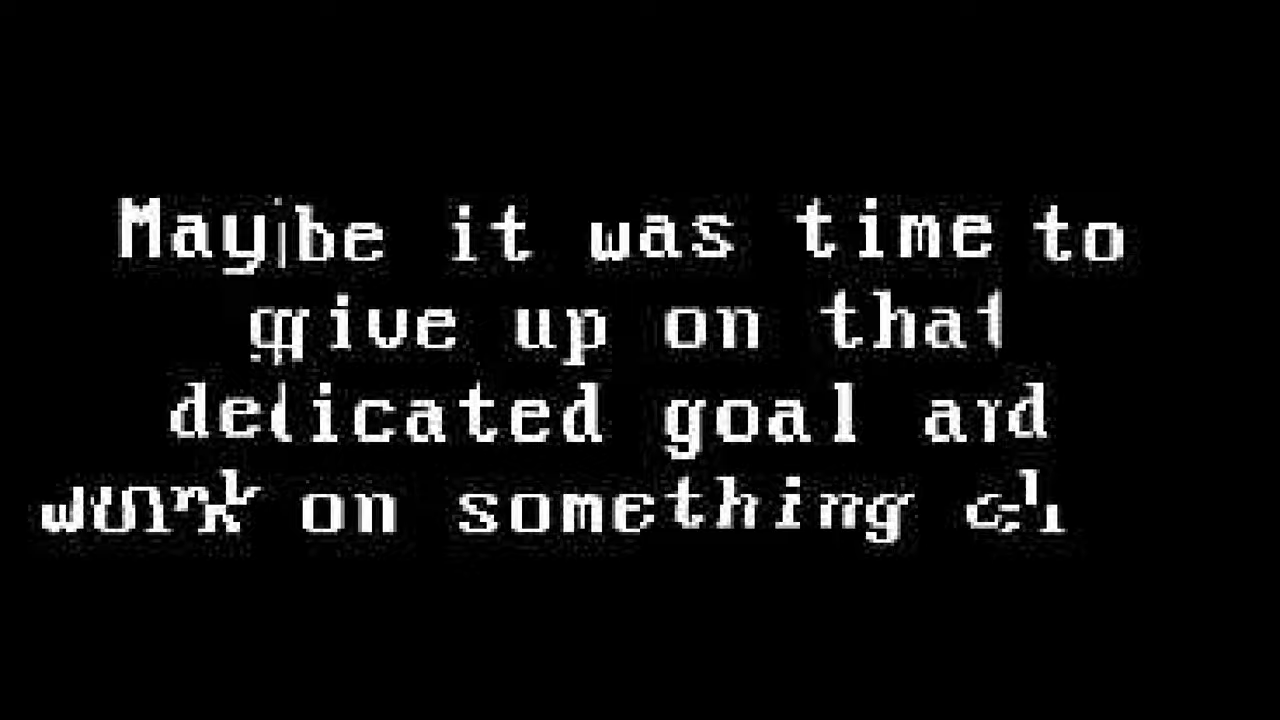 Maybe it was time to
give up on that
dedicated goal and
work on something